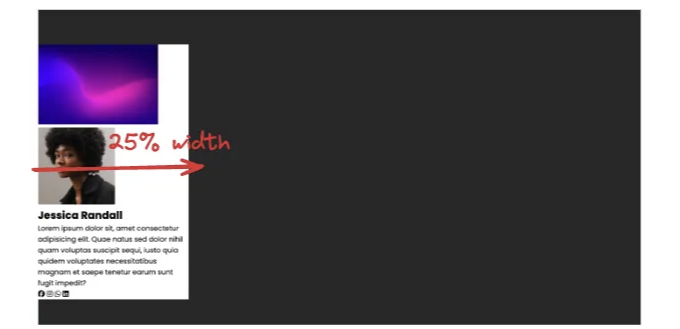 25% width
Jessica Randall
Lorem ipsum dolor sit, amet consectetur
adipisicing elit. Quae natus sed dolor nihil
quam voluptas suscipit sequi, iusto quia
quidem voluptates necessitatibus
magnam et saepe tenetur earum sunt
fugit impedit?